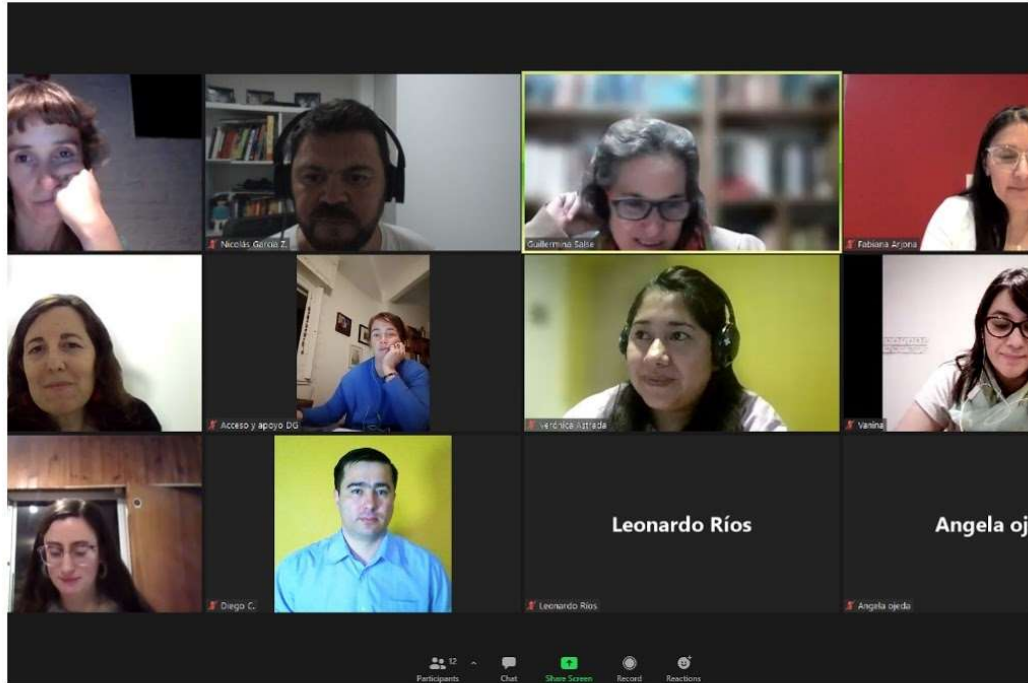 Nicolás García Z.
Guillermina Salse
Fabiana Arjona
Acceso y apoyo DG
Verónica Astrada
Vanina
Leonardo Ríos
Angela oj
Diego C.
Leonardo Ríos
Angela ojeda
12
Participants
Chat
Share Screen
Record
Reactions